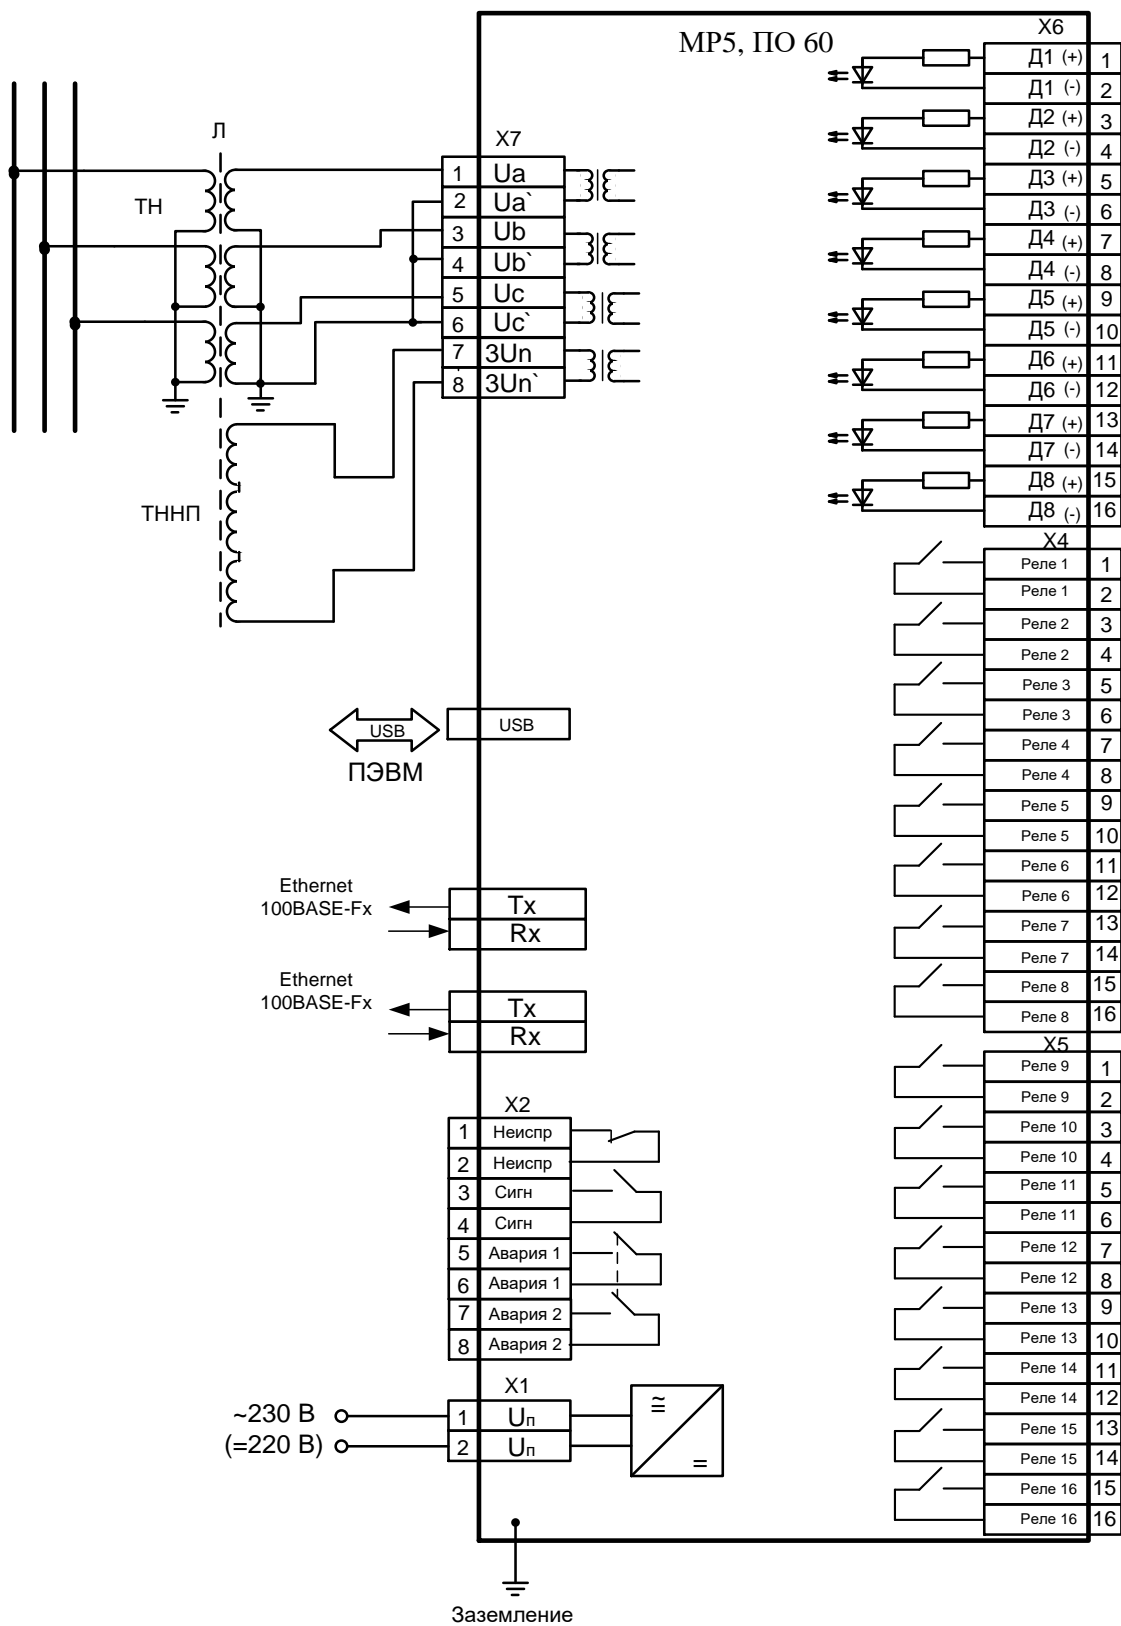 МР5, ПО 60
Л
ТН
ТННП
X7
1 Ua
2 Ua`
3 Ub
4 Ub`
5 Uc
6 Uc`
7 3Un
8 3Un`
USB
USB
ПЭВМ
Ethernet
100BASE-Fx
Tx
Rx
Ethernet
100BASE-Fx
Tx
Rx
X2
1 Неиспр
2 Неиспр
3 Сигн
4 Сигн
5 Авария 1
6 Авария 1
7 Авария 2
8 Авария 2
X1
~230 В
(=220 В)
1 Uп
2 Uп
≅
=
Заземление
X6
Д1 (+) 1
Д1 (-) 2
Д2 (+) 3
Д2 (-) 4
Д3 (+) 5
Д3 (-) 6
Д4 (+) 7
Д4 (-) 8
Д5 (+) 9
Д5 (-) 10
Д6 (+) 11
Д6 (-) 12
Д7 (+) 13
Д7 (-) 14
Д8 (+) 15
Д8 (-) 16
X4
Реле 1 1
Реле 1 2
Реле 2 3
Реле 2 4
Реле 3 5
Реле 3 6
Реле 4 7
Реле 4 8
Реле 5 9
Реле 5 10
Реле 6 11
Реле 6 12
Реле 7 13
Реле 7 14
Реле 8 15
Реле 8 16
X5
Реле 9 1
Реле 9 2
Реле 10 3
Реле 10 4
Реле 11 5
Реле 11 6
Реле 12 7
Реле 12 8
Реле 13 9
Реле 13 10
Реле 14 11
Реле 14 12
Реле 15 13
Реле 15 14
Реле 16 15
Реле 16 16